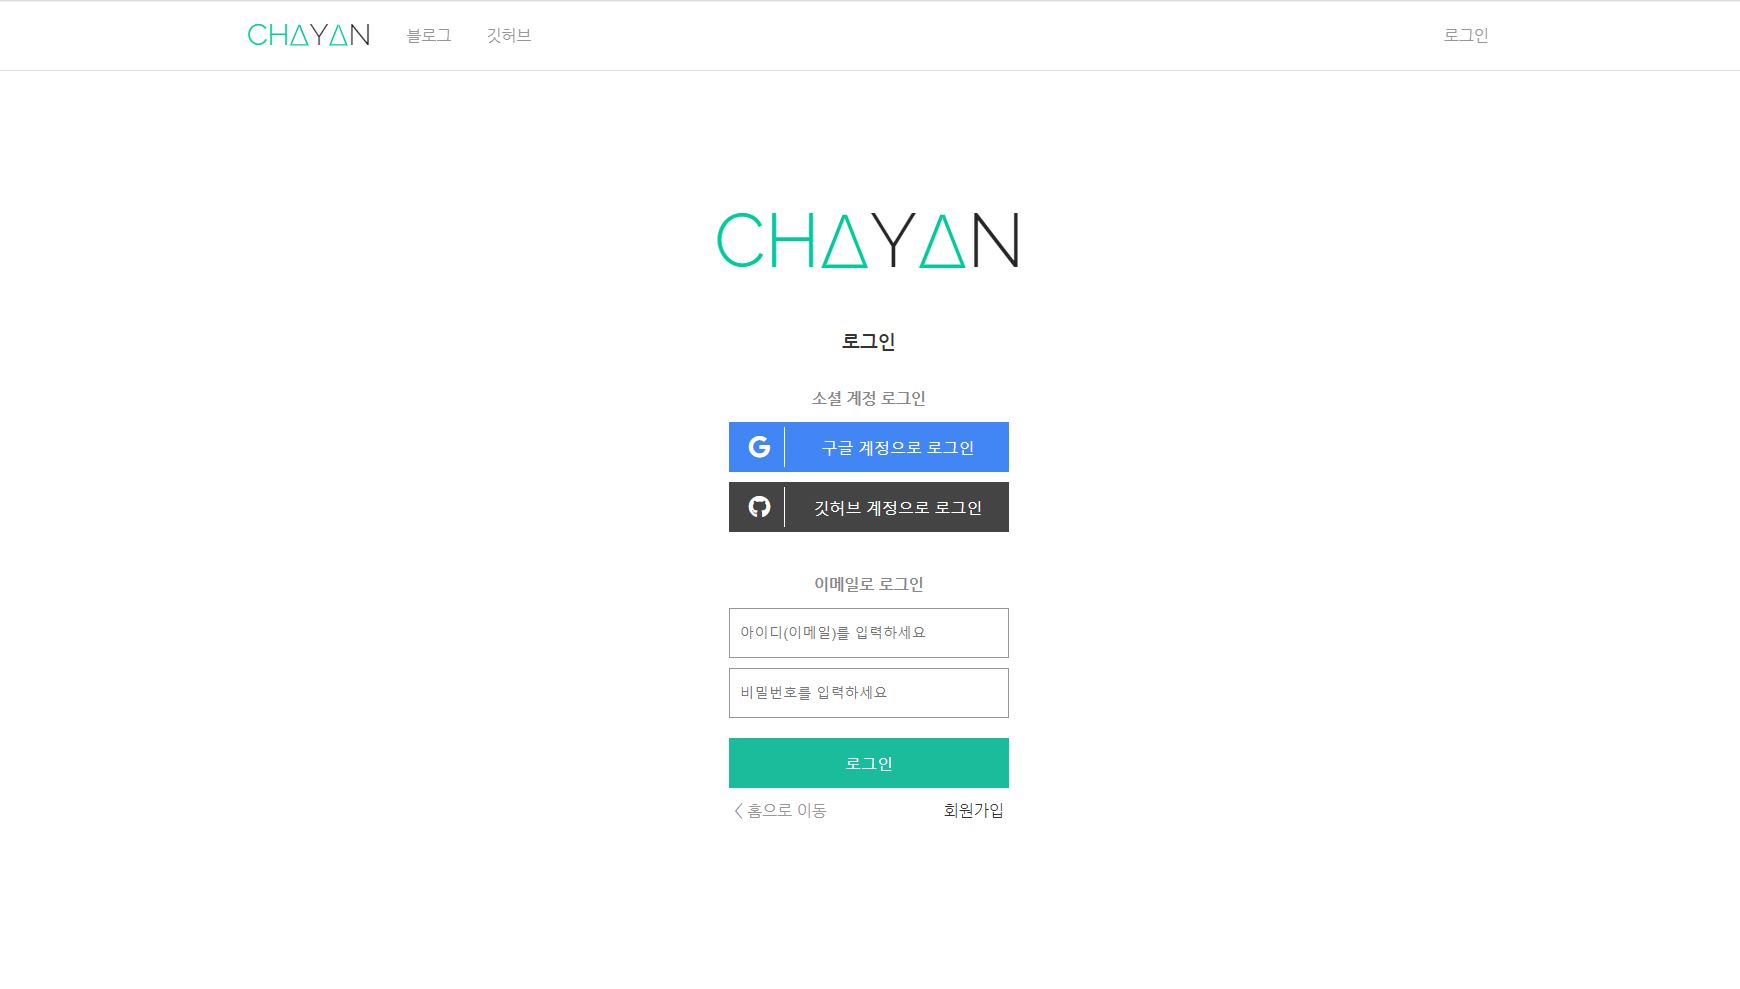 CHAYAN 블로그 깃허브 로그인
CHAYAN
로그인
소셜 계정 로그인
구글 계정으로 로그인
깃허브 계정으로 로그인
이메일로 로그인
아이디(이메일)를 입력하세요
비밀번호를 입력하세요
로그인
홈으로 이동 회원가입